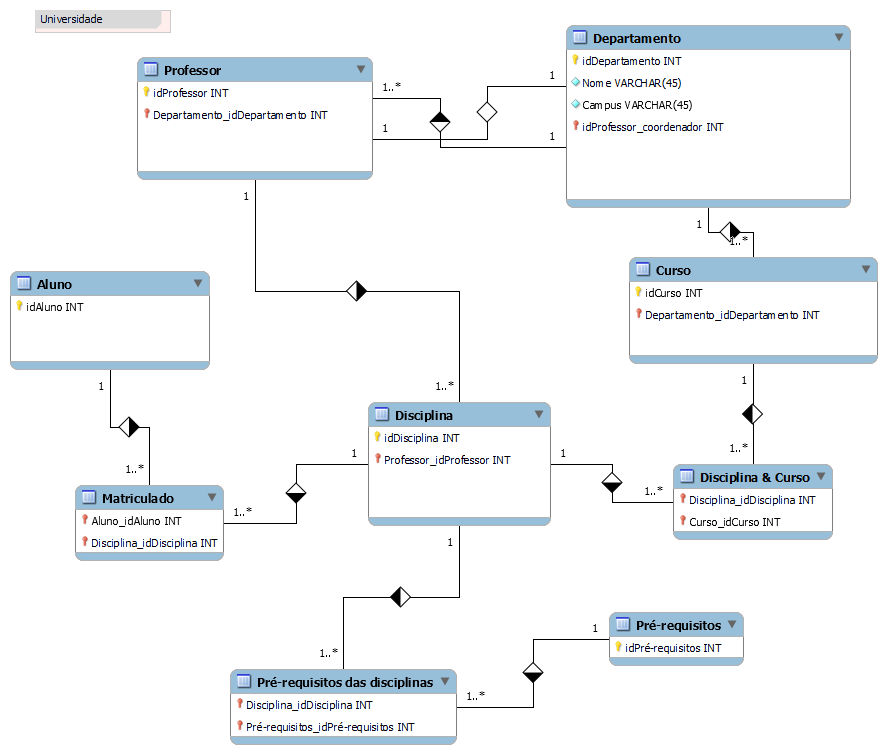 Universidade
Professor
idProfessor INT
Departamento_idDepartamento INT
1..*
1
1
1
Departamento
idDepartamento INT
Nome VARCHAR(45)
Campus VARCHAR(45)
idProfessor_coordenador INT
1
1
1..*
Curso
idCurso INT
Departamento_idDepartamento INT
Aluno
idAluno INT
1
1..*
1..*
1
1..*
Disciplina
idDisciplina INT
Professor_idProfessor INT
1
1
1..*
1..*
Matriculado
Aluno_idAluno INT
Disciplina_idDisciplina INT
Disciplina & Curso
Disciplina_idDisciplina INT
Curso_idCurso INT
1
1..*
1
1..*
Pré-requisitos
idPré-requisitos INT
Pré-requisitos das disciplinas
Disciplina_idDisciplina INT
Pré-requisitos_idPré-requisitos INT